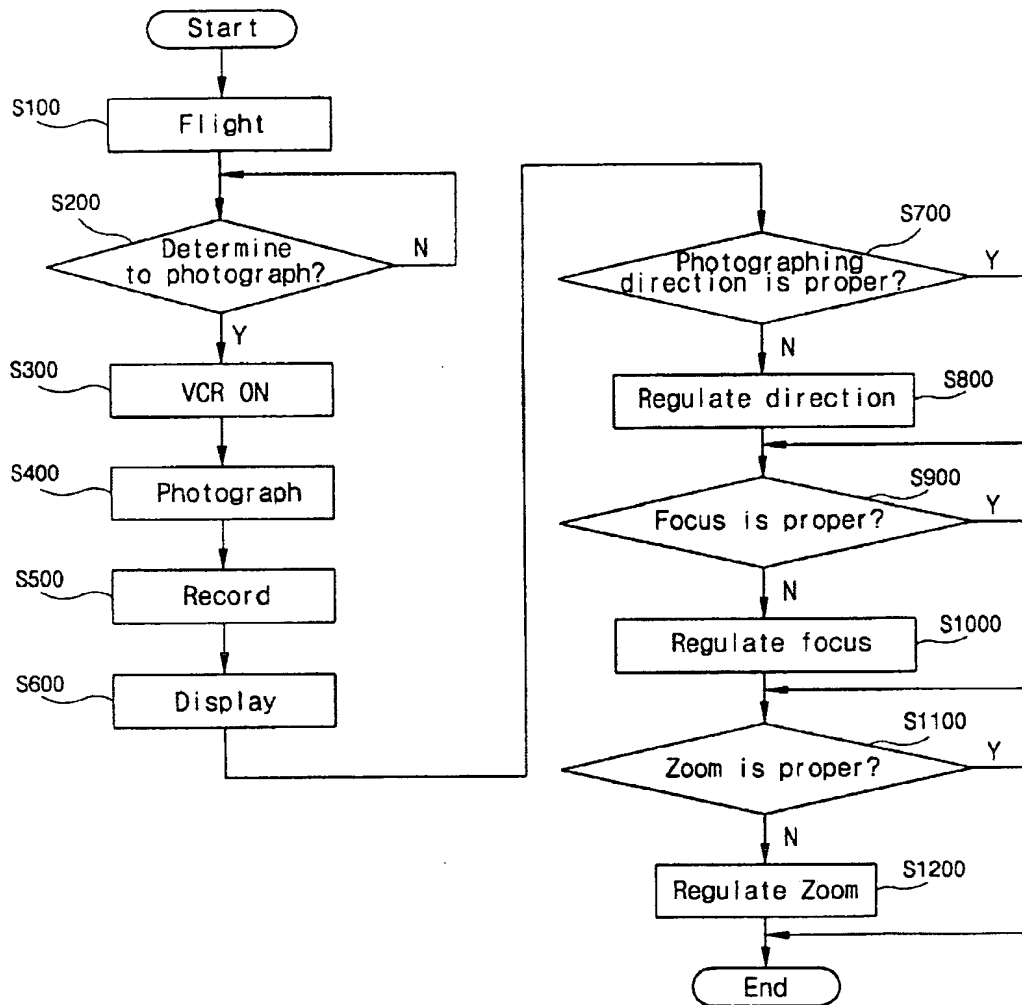 Start
S100
Flight
S200
Determine
to photograph?
N
Y
S300
VCR ON
S400
Photograph
S500
Record
S600
Display
S700
Photographing
direction is proper?
Y
N
S800
Regulate direction
S900
Focus is proper?
Y
N
S1000
Regulate focus
S1100
Zoom is proper?
Y
N
S1200
Regulate Zoom
End